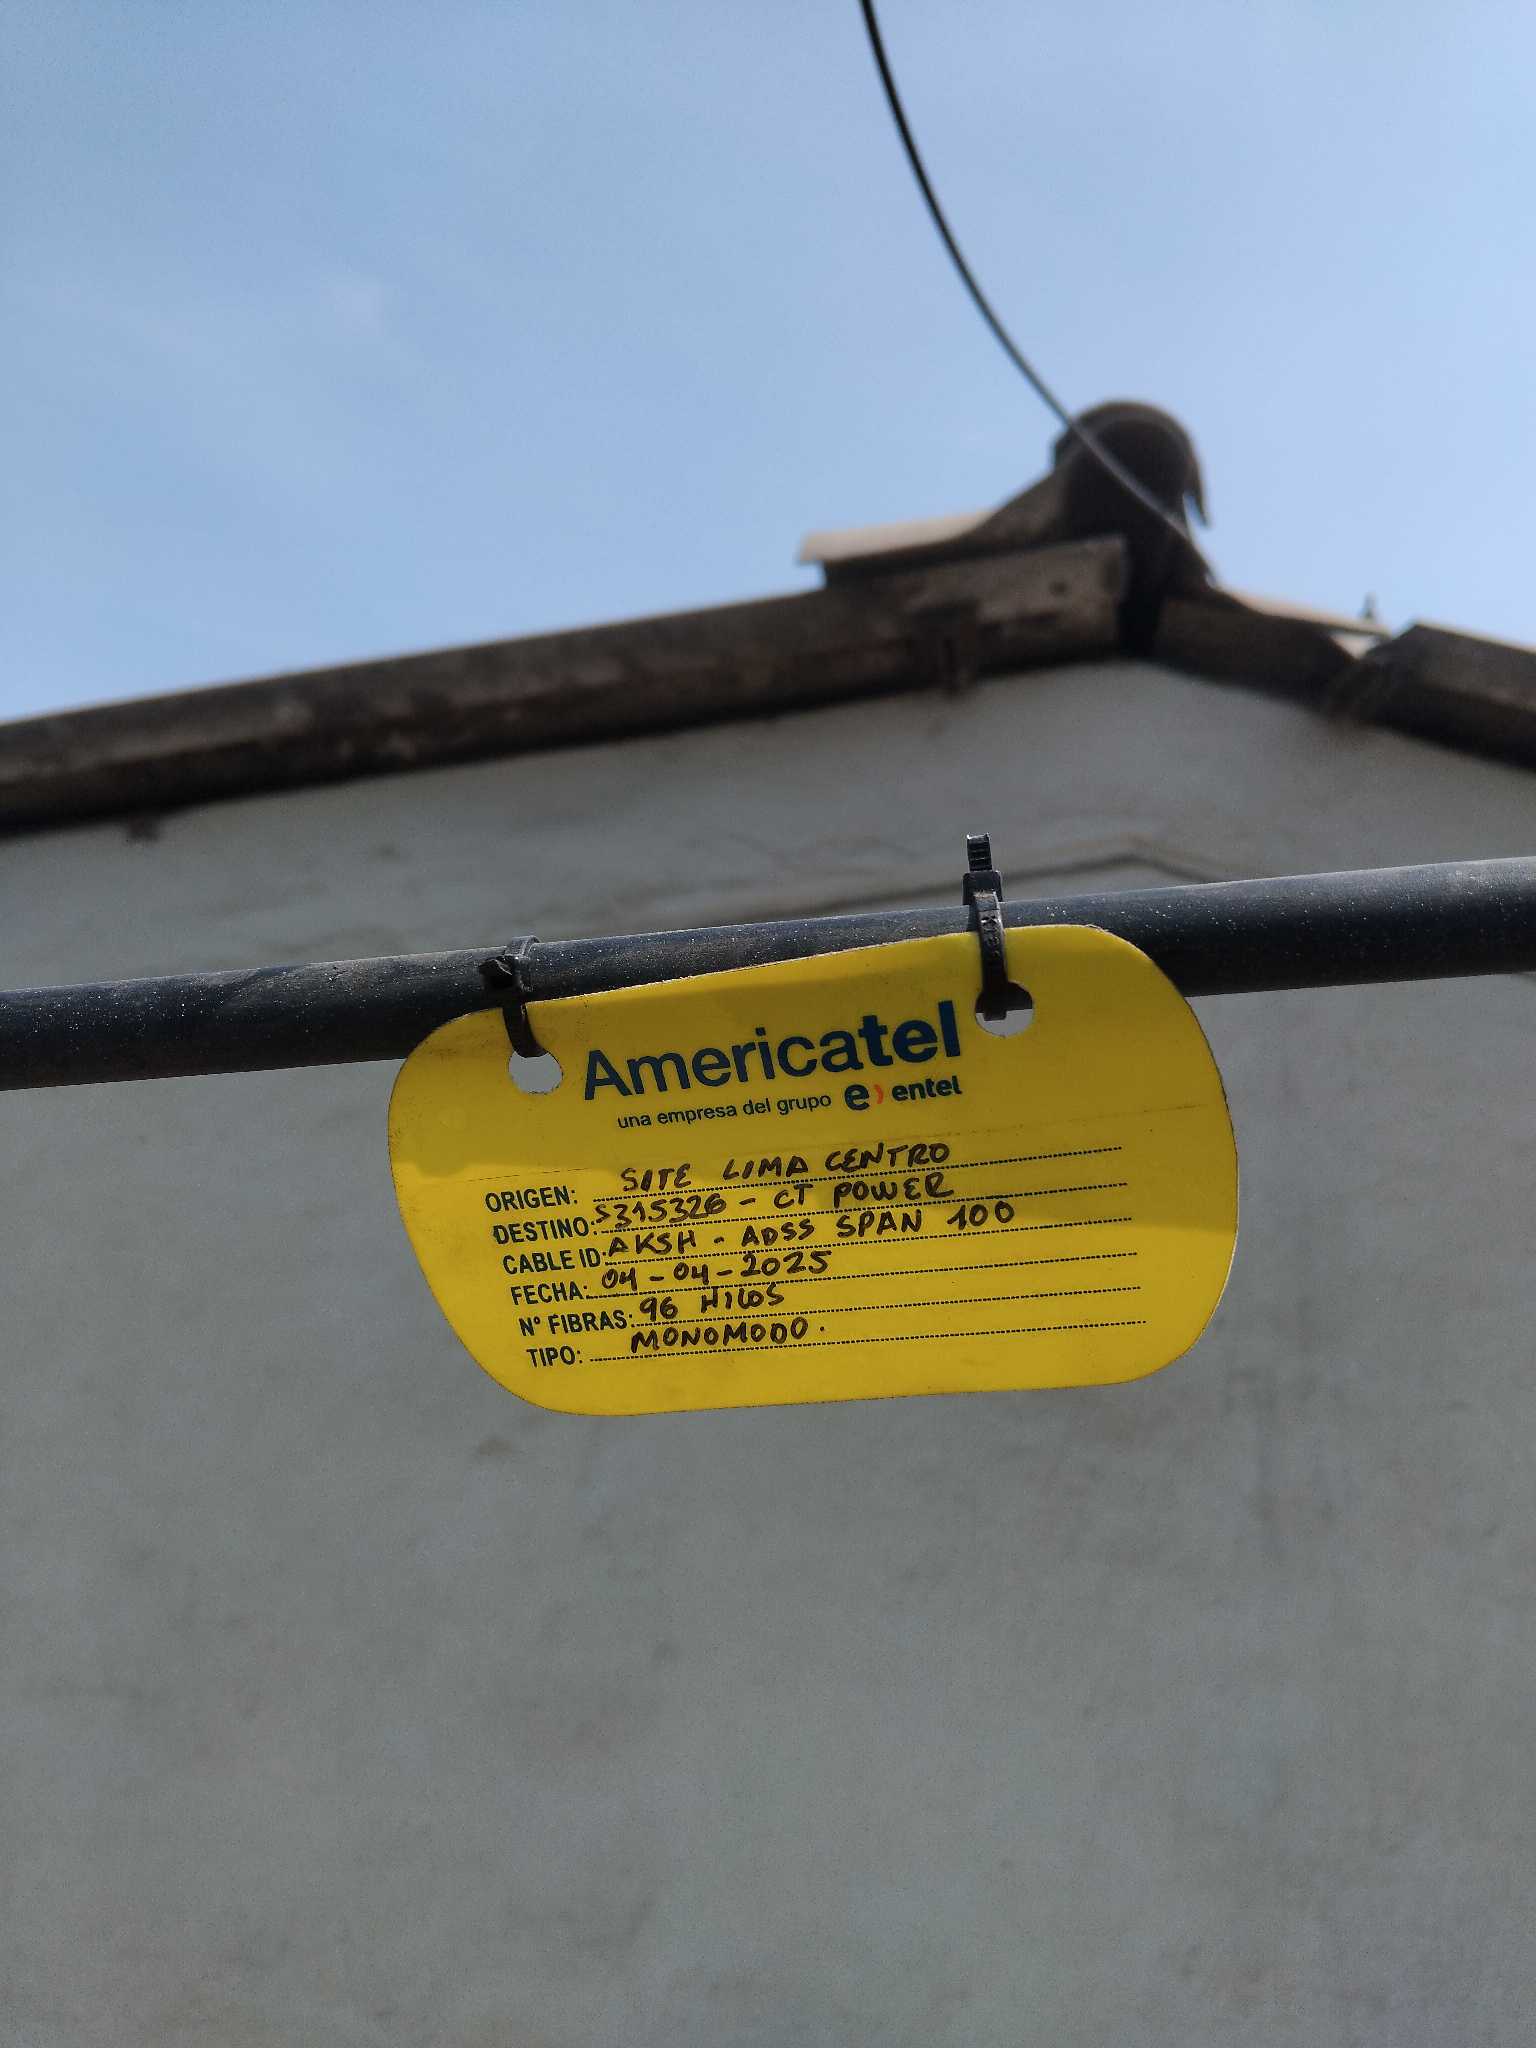 Americatel
una empresa del grupo e) entel
ORIGEN: SITE LIMA CENTRO
DESTINO: S315326 - CT POWER
CABLE ID: AKSH - ADSS SPAN 100
FECHA: 04-04-2025
N° FIBRAS: 96 HILOS
TIPO: MONOMODO.